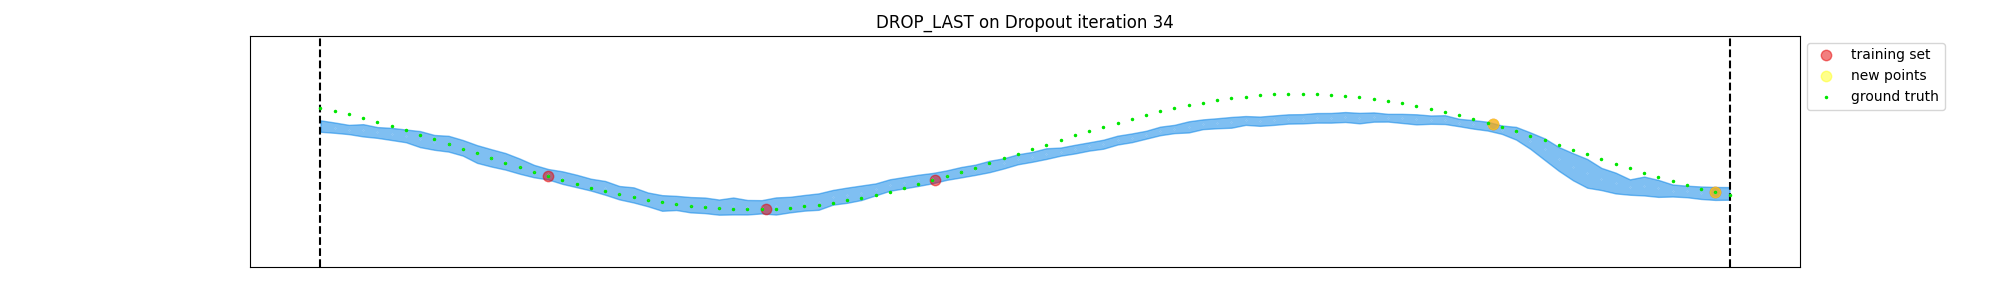 DROP_LAST on Dropout iteration 34
training set
new points
ground truth